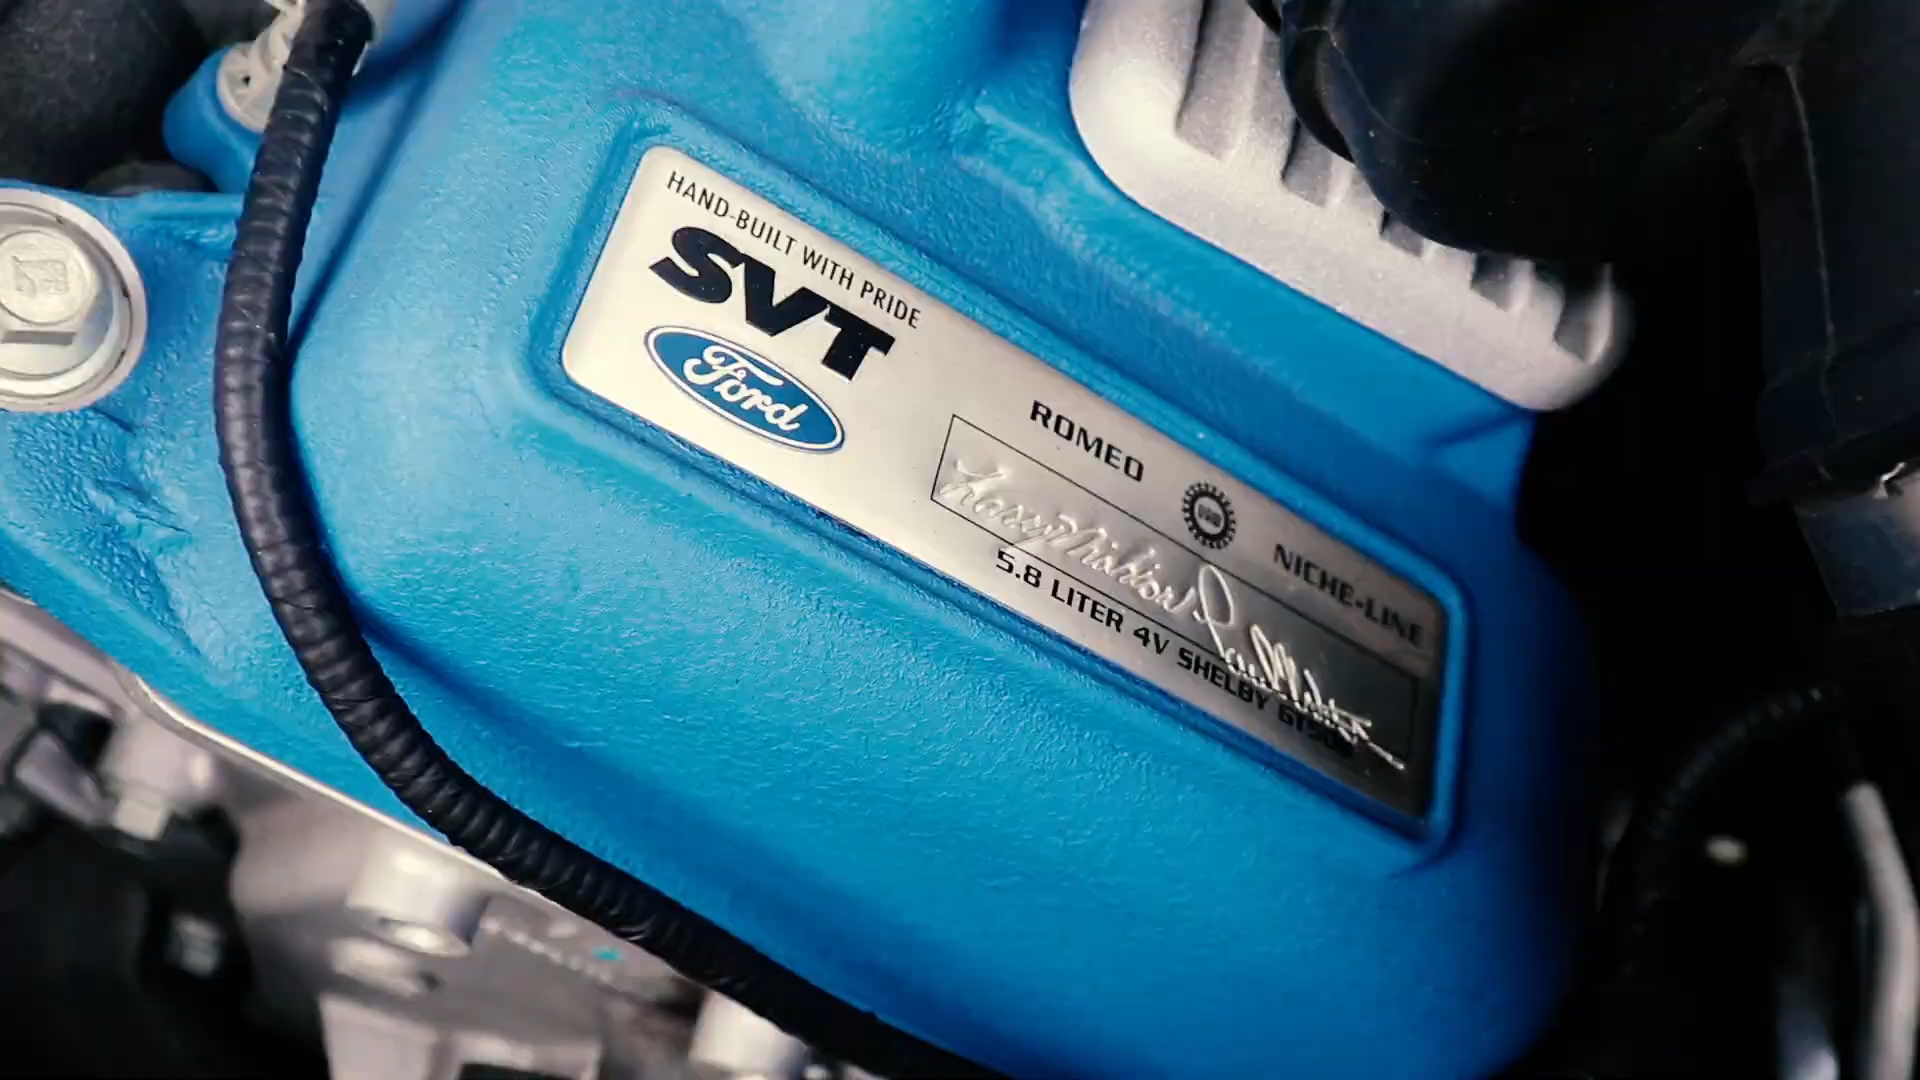 HAND-BUILT WITH PRIDE
SVT
Ford
ROMEO NICHE-LINE
5.8 LITER 4V SHELBY GT500